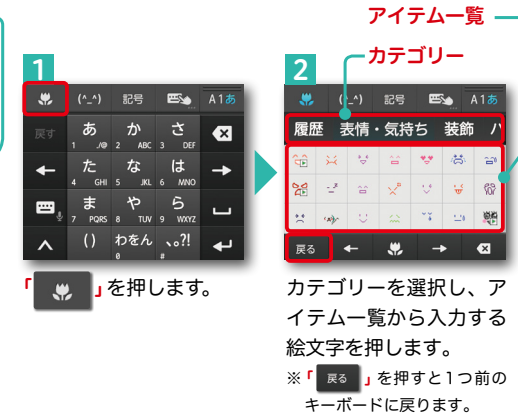 アイテム一覧
カテゴリー
1
(^_^) 記号 A1あ
戻す あ か さ
1 ./@ 2 ABC 3 DEF
た な は
4 GHI 5 JKL 6 MNO
ま や ら
7 PQRS 8 TUV 9 WXYZ
() わをん 、。?!
0 #
「 」を押します。
2
(^_^) 記号 A1あ
履歴 表情・気持ち 装飾
戻る
カテゴリーを選択し、ア
イテム一覧から入力する
絵文字を押します。
※「 戻る 」を押すと1つ前の
キーボードに戻ります。